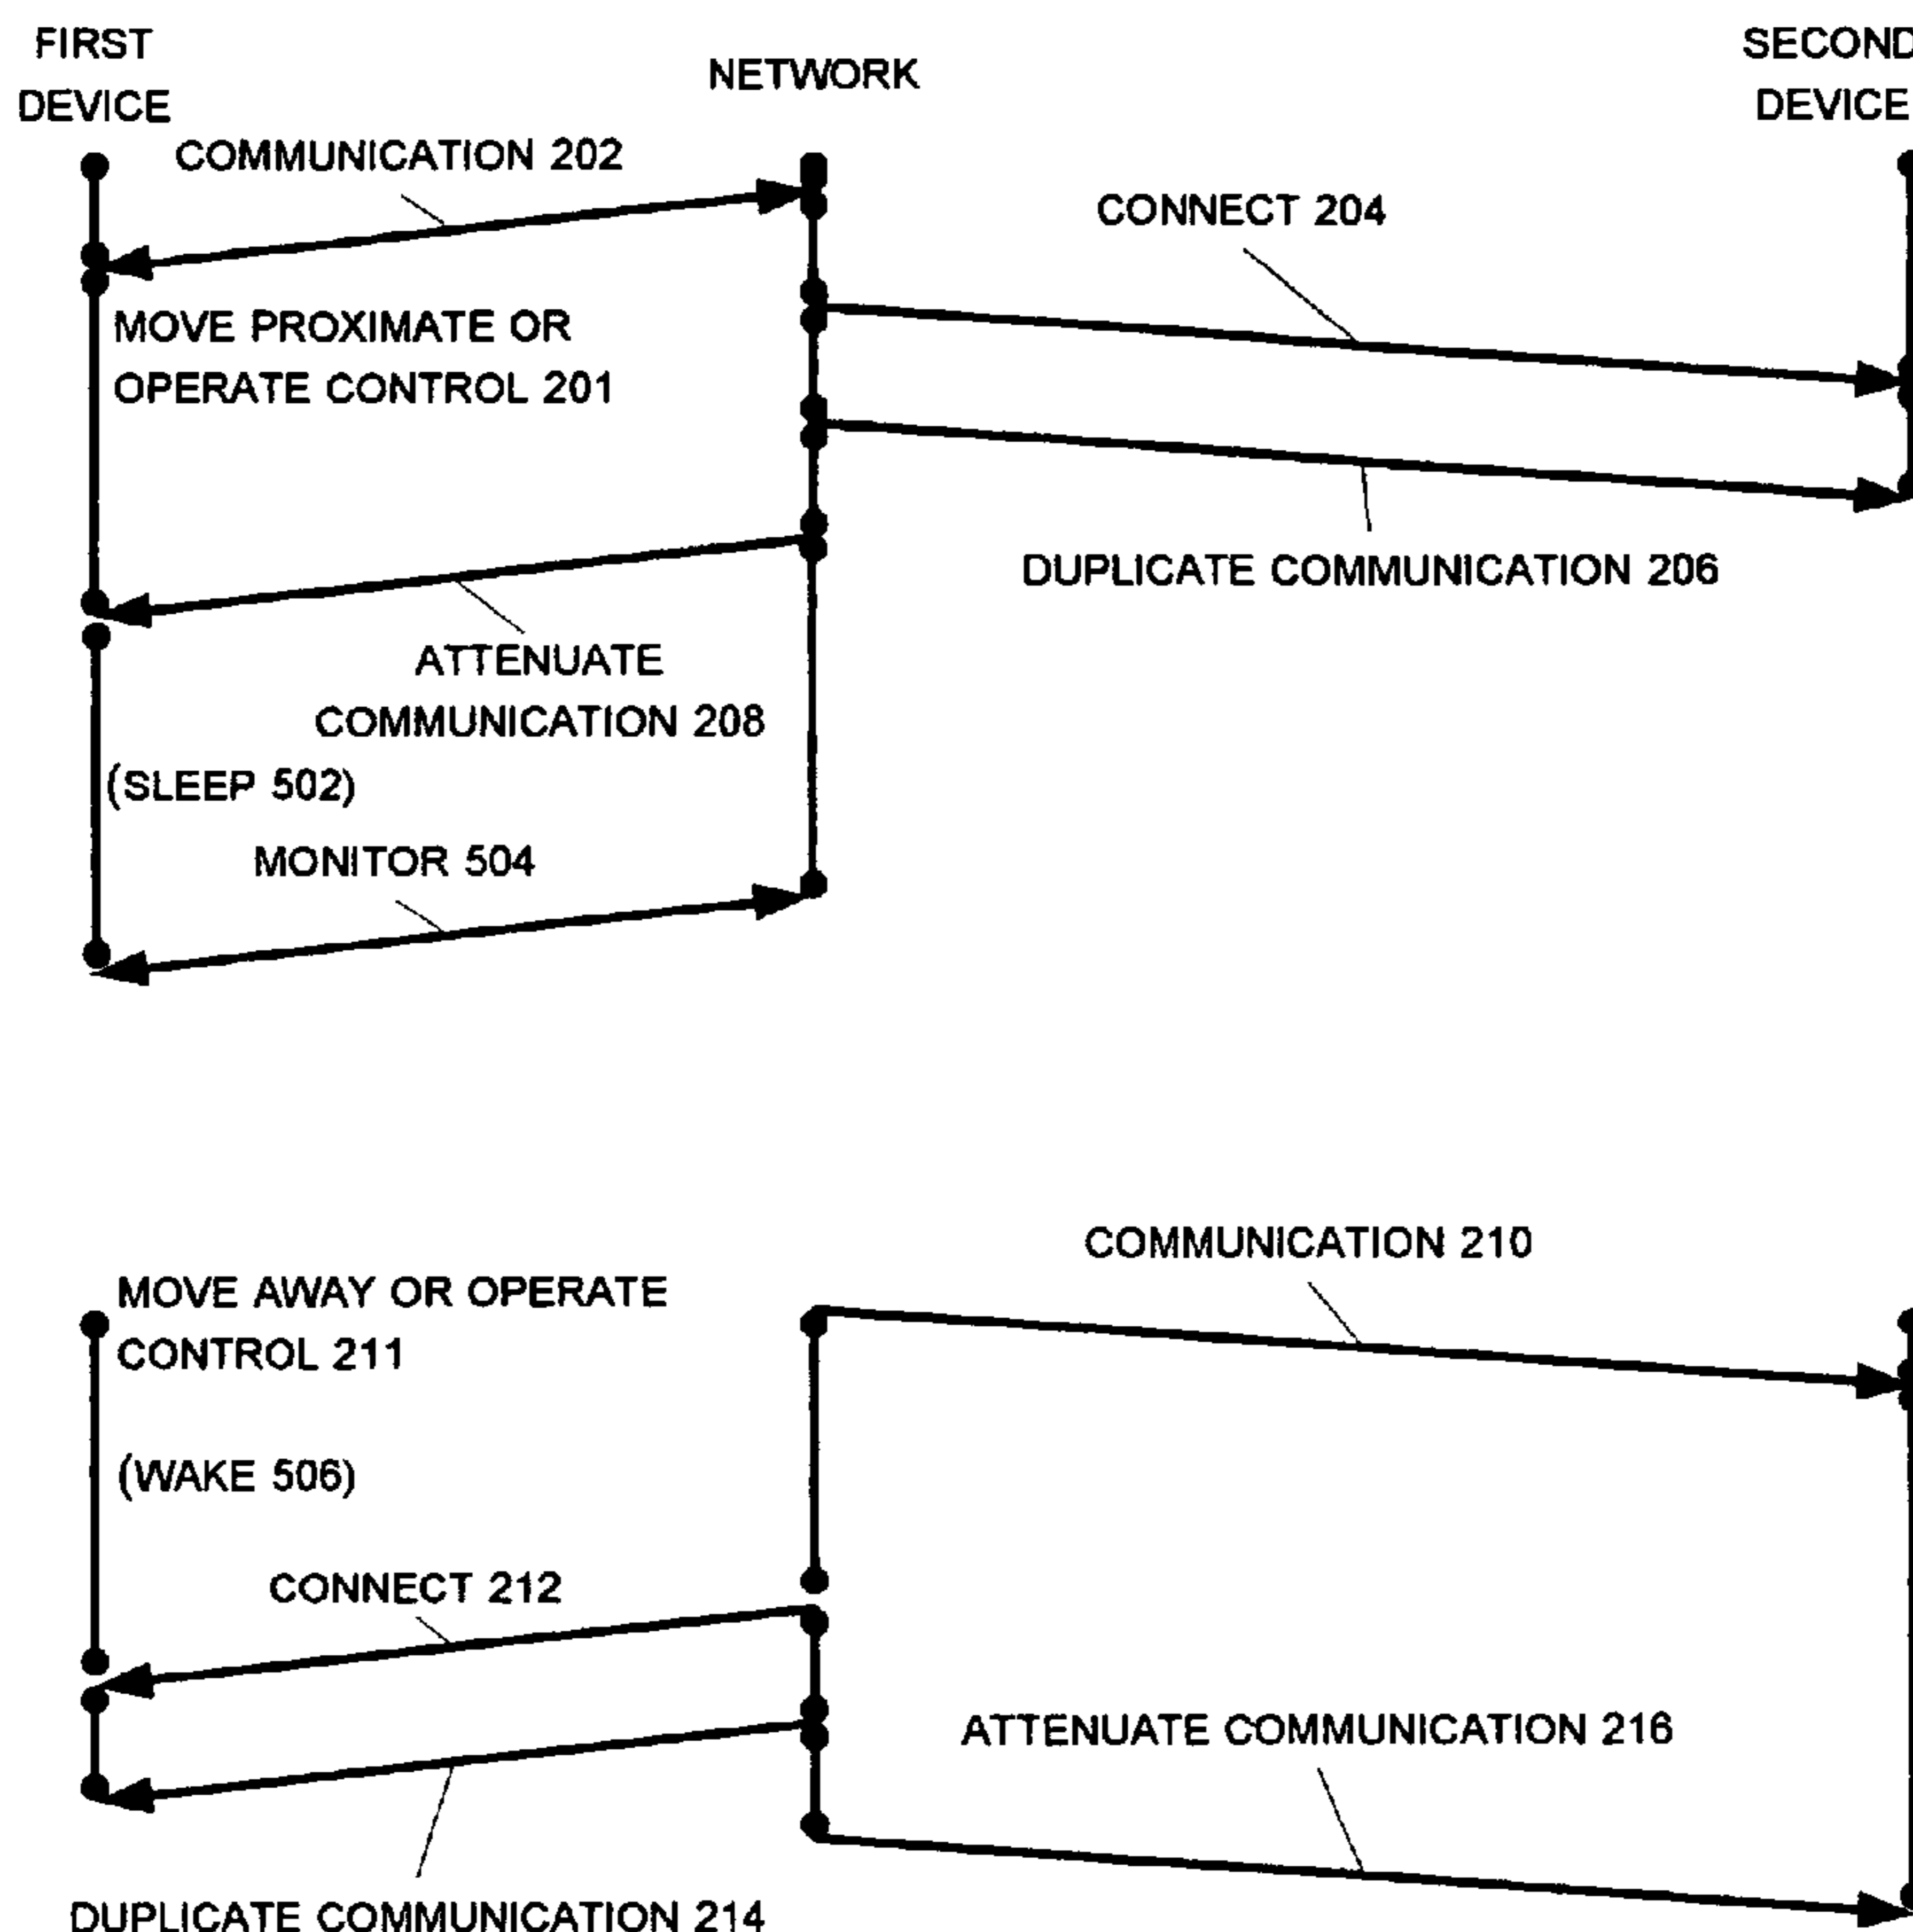 FIRST
DEVICE
NETWORK
SECOND
DEVICE
COMMUNICATION 202
CONNECT 204
MOVE PROXIMATE OR
OPERATE CONTROL 201
DUPLICATE COMMUNICATION 206
ATTENUATE
COMMUNICATION 208
(SLEEP 502)
MONITOR 504
COMMUNICATION 210
MOVE AWAY OR OPERATE
CONTROL 211
(WAKE 506)
CONNECT 212
ATTENUATE COMMUNICATION 216
DUPLICATE COMMUNICATION 214